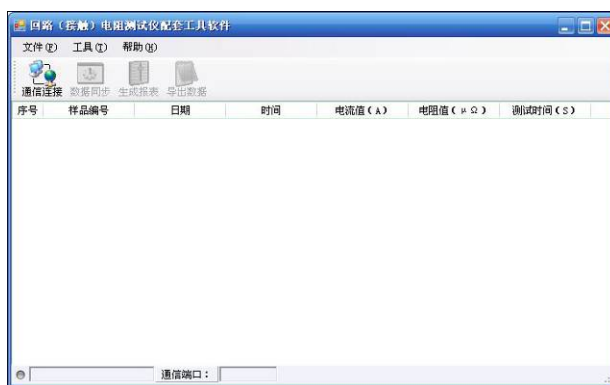 回路（接触）电阻测试仪配套工具软件
文件(F) 工具(T) 帮助(H)
通信连接 数据同步 生成报表 导出数据
序号 样品编号 日期 时间 电流值(A) 电阻值(μΩ) 测试时间(S)
通信端口：